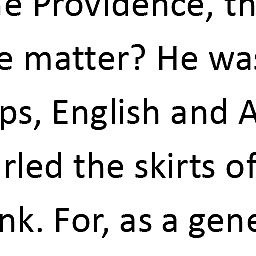 e Providence, th
e matter? He was
ps, English and A
rled the skirts of
nk. For, as a gene